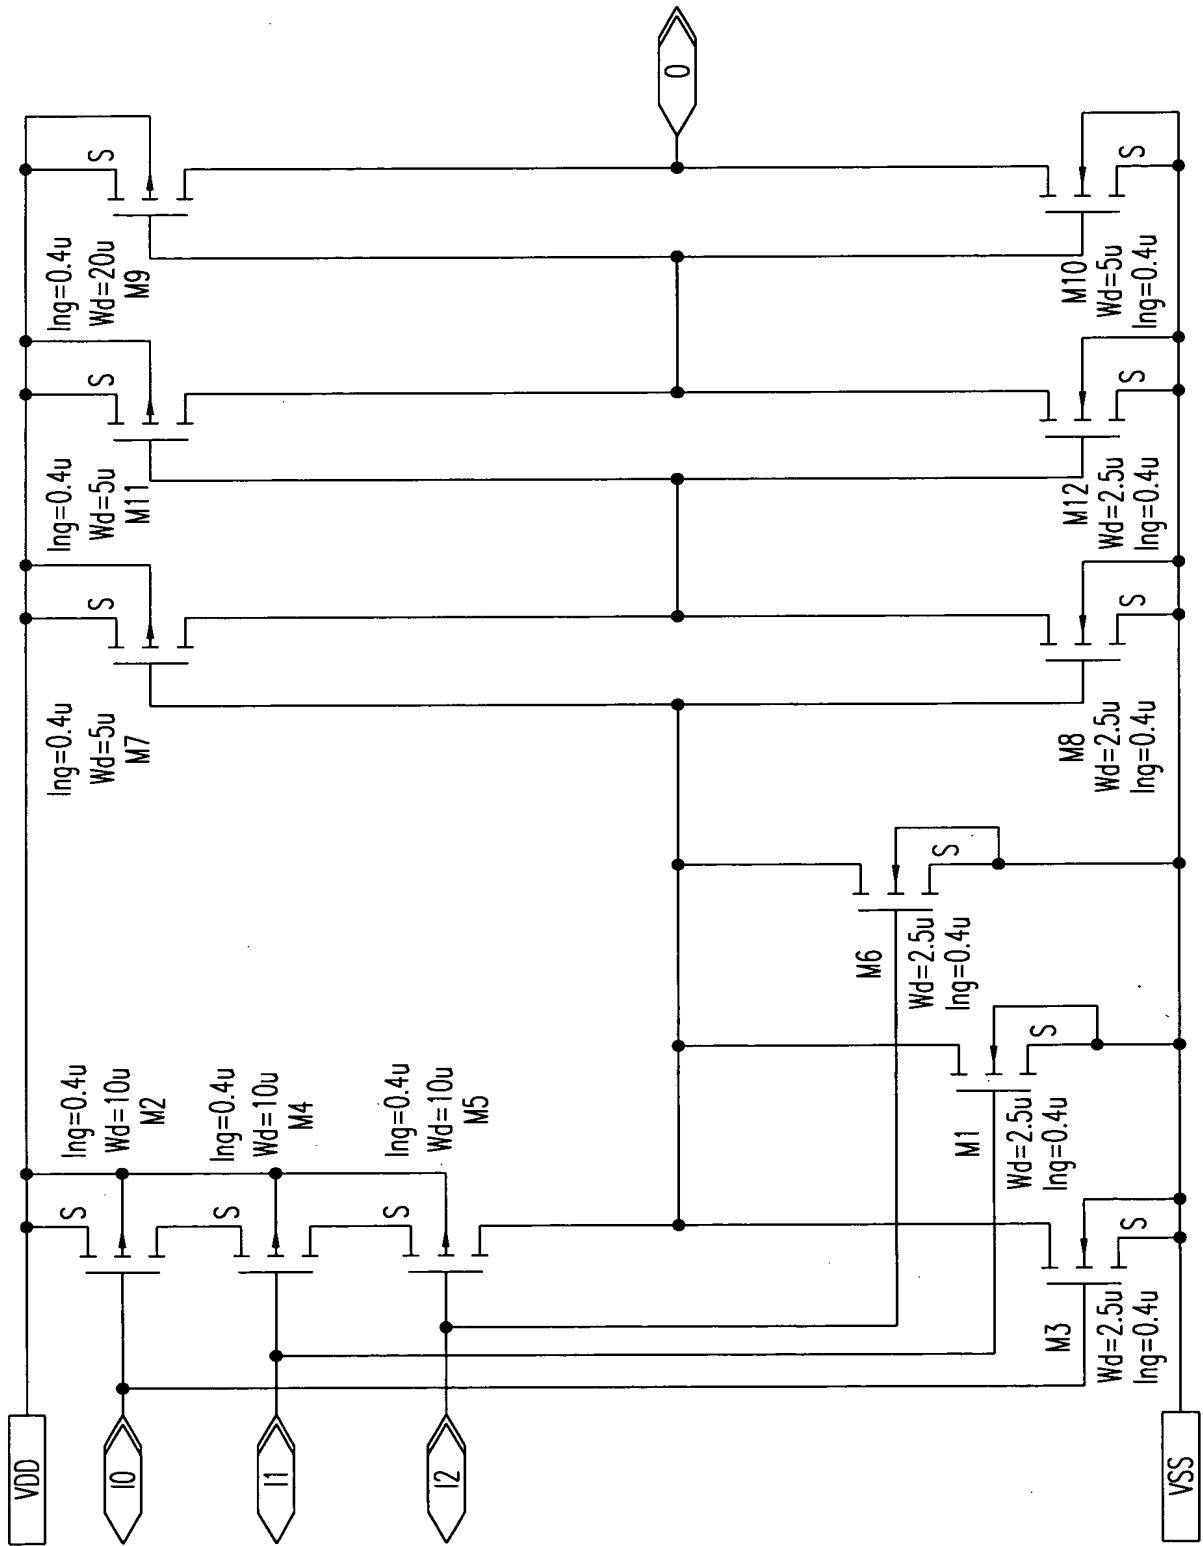 VDD
I0
I1
I2
VSS
lng=0.4u
Wd=10u
M2
lng=0.4u
Wd=10u
M4
lng=0.4u
Wd=10u
M5
S
S
S
M3
Wd=2.5u
lng=0.4u
S
M1
Wd=2.5u
lng=0.4u
S
M6
Wd=2.5u
lng=0.4u
S
lng=0.4u
Wd=5u
M7
S
M8
Wd=2.5u
lng=0.4u
S
lng=0.4u
Wd=5u
M11
S
M12
Wd=2.5u
lng=0.4u
S
lng=0.4u
Wd=20u
M9
S
M10
Wd=5u
lng=0.4u
S
O